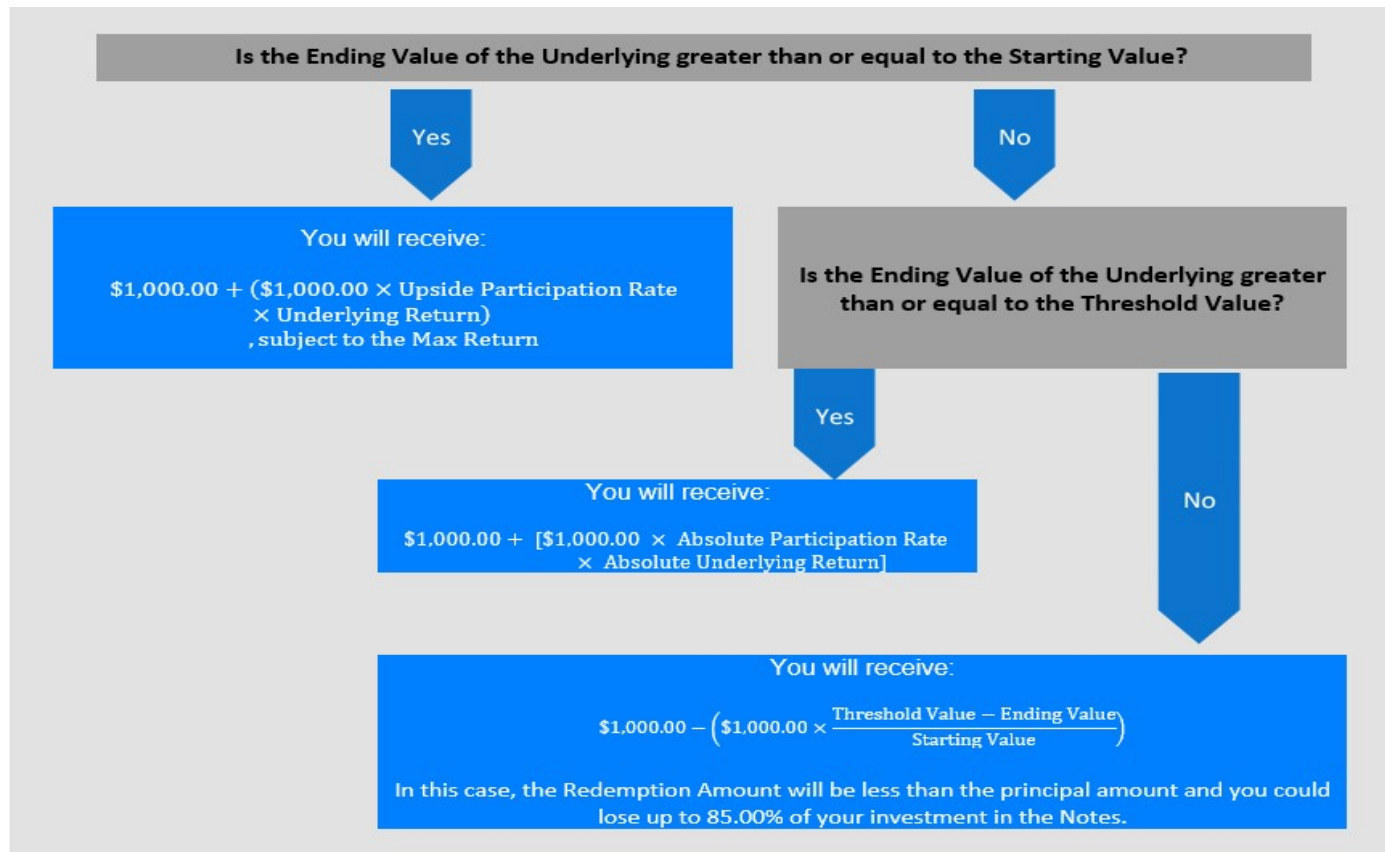 Is the Ending Value of the Underlying greater than or equal to the Starting Value?
Yes
No
You will receive:
$1,000.00 + ($1,000.00 × Upside Participation Rate
× Underlying Return)
, subject to the Max Return
Is the Ending Value of the Underlying greater
than or equal to the Threshold Value?
Yes
No
You will receive:
$1,000.00 + [$1,000.00 × Absolute Participation Rate
× Absolute Underlying Return]
You will receive:
$1,000.00 − ($1,000.00 × Threshold Value − Ending Value
Starting Value)
In this case, the Redemption Amount will be less than the principal amount and you could
lose up to 85.00% of your investment in the Notes.